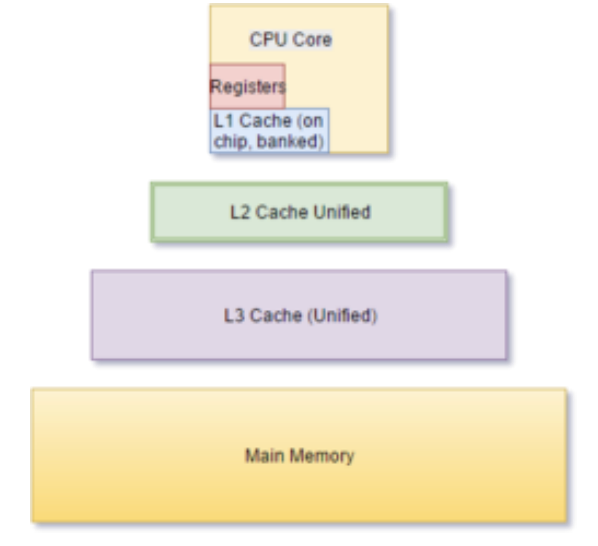 CPU Core
Registers
L1 Cache (on
chip, banked)
L2 Cache Unified
L3 Cache (Unified)
Main Memory